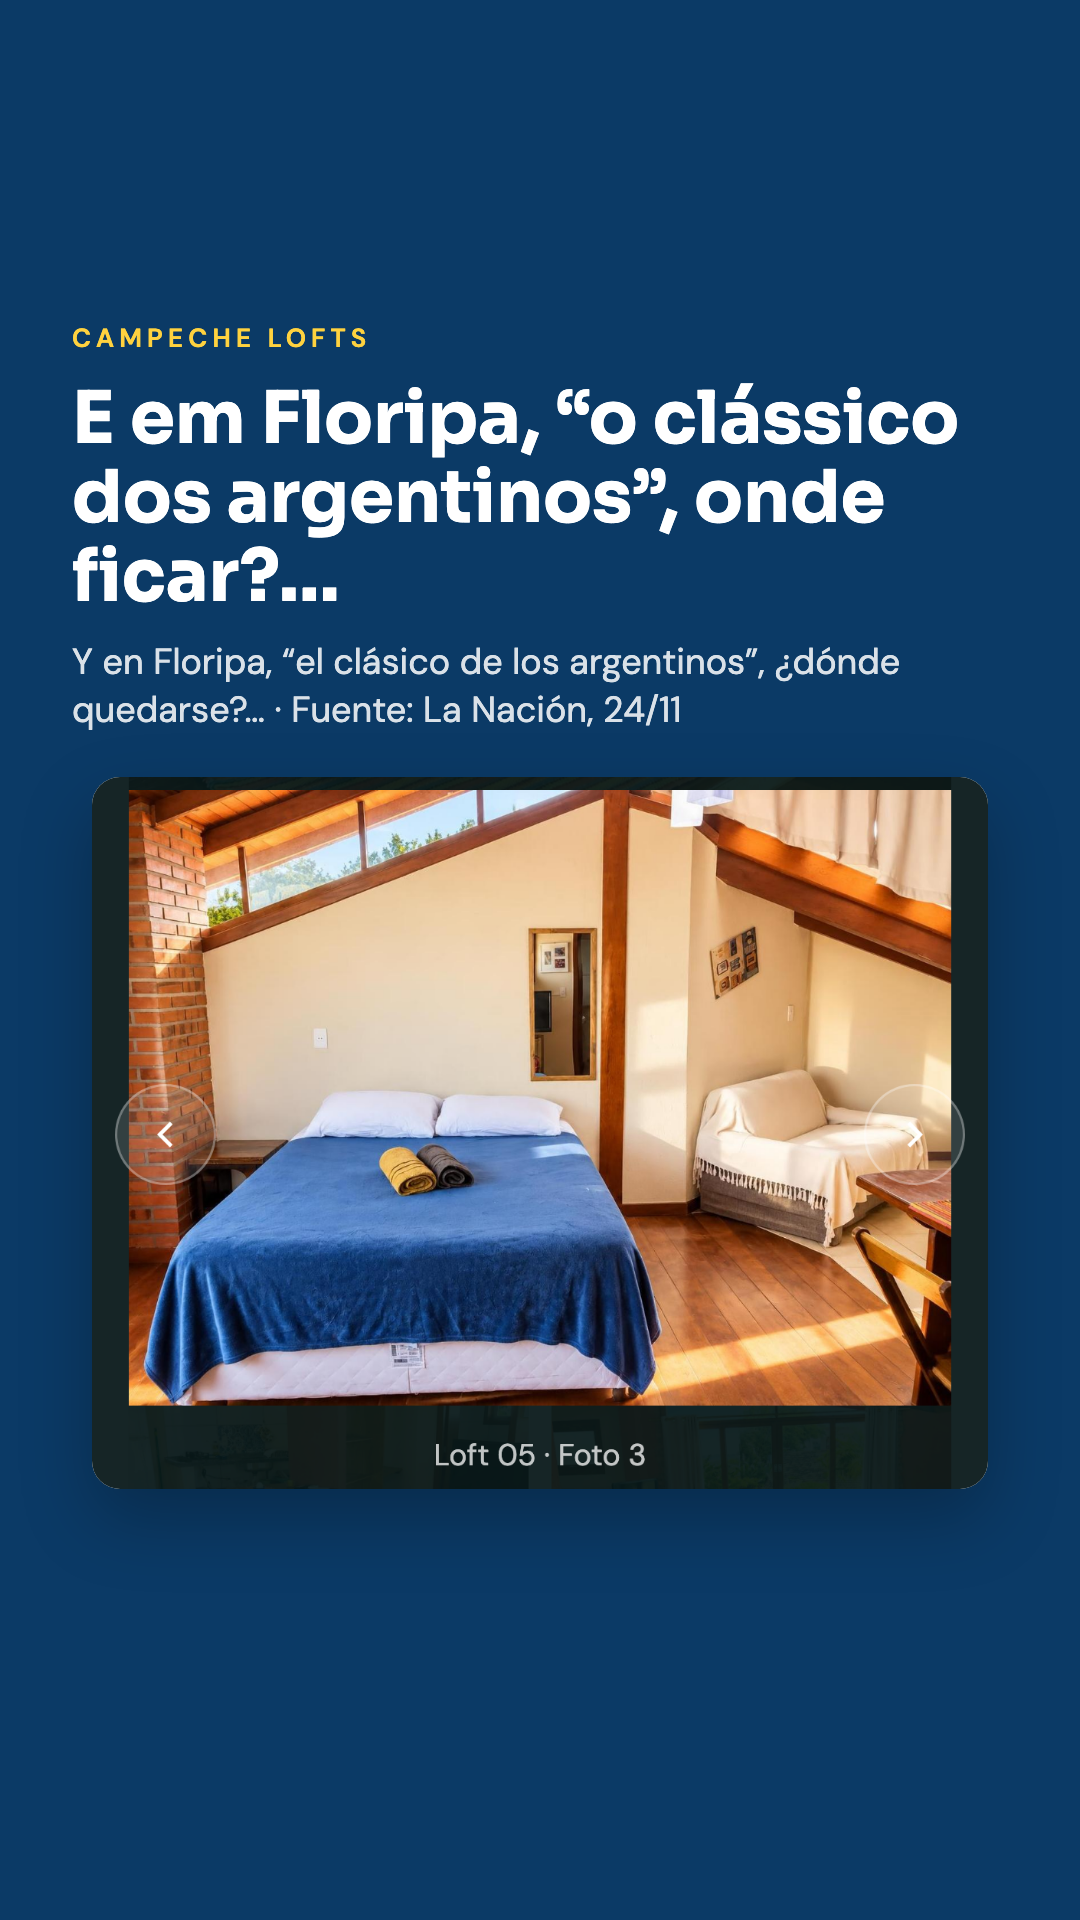 CAMPECHE LOFTS
E em Floripa, “o clássico
dos argentinos”, onde
ficar?...
Y en Floripa, “el clásico de los argentinos”, ¿dónde
quedarse?... · Fuente: La Nación, 24/11
Loft 05 · Foto 3